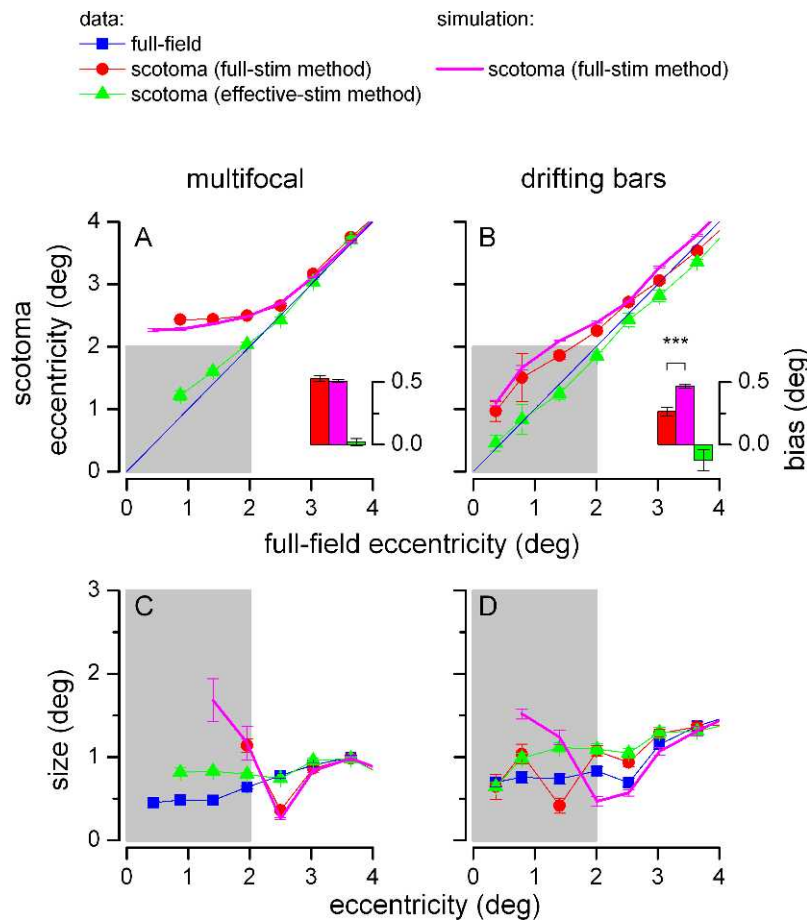 data:
simulation:
full-field
scotoma (full-stim method)
scotoma (full-stim method)
scotoma (effective-stim method)
multifocal
drifting bars
A
B
4
3
2
1
0
scotoma
eccentricity (deg)
0.5
0.0
***
0.5
0.0
bias (deg)
0 1 2 3 4
0 1 2 3 4
full-field eccentricity (deg)
C
D
3
2
1
0
size (deg)
0 1 2 3 4
0 1 2 3 4
eccentricity (deg)